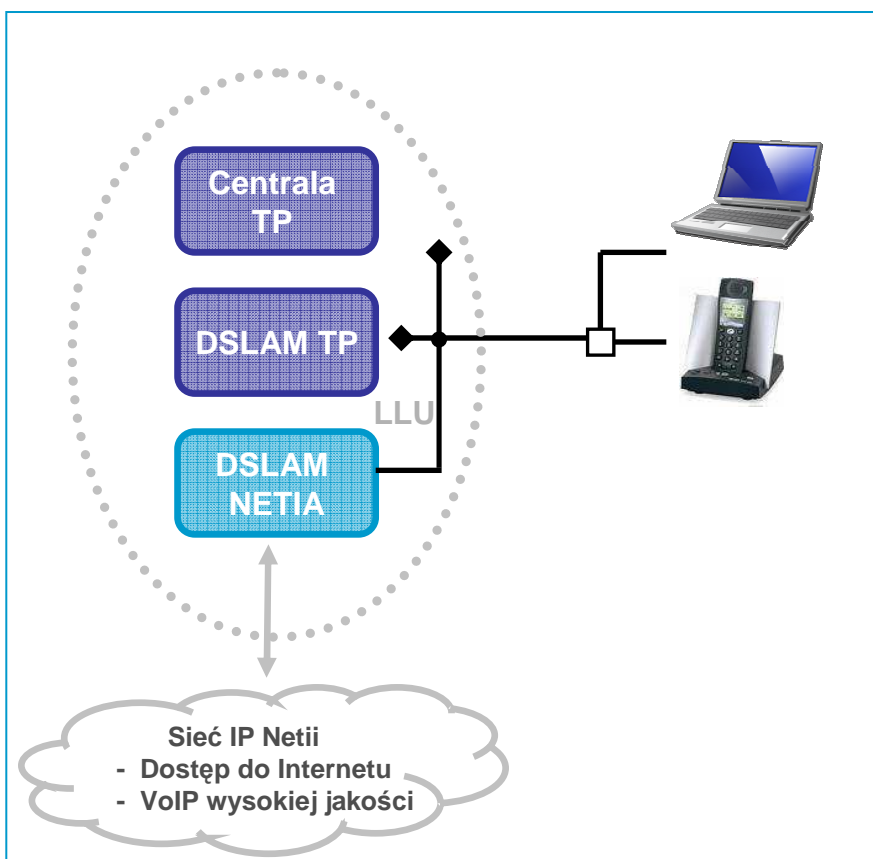 Centrala
TP
DSLAM TP
LLU
DSLAM
NETIA
Sieć IP Netii
- Dostęp do Internetu
- VoIP wysokiej jakości